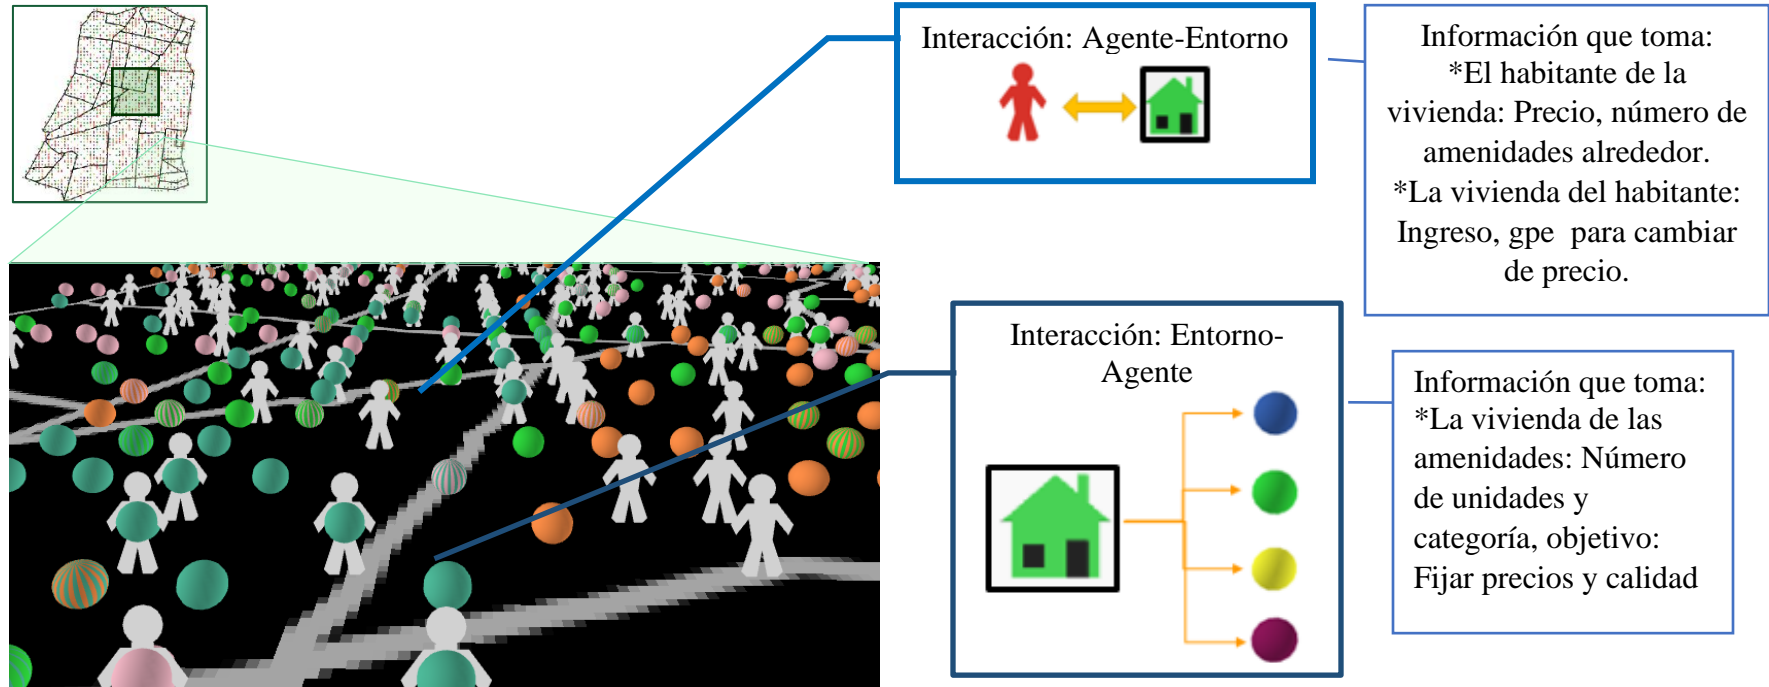 Interacción: Agente-Entorno
Información que toma:
*El habitante de la
vivienda: Precio, número de
amenidades alrededor.
*La vivienda del habitante:
Ingreso, gpe para cambiar
de precio.
Interacción: Entorno-
Agente
Información que toma:
*La vivienda de las
amenidades: Número
de unidades y
categoría, objetivo:
Fijar precios y calidad